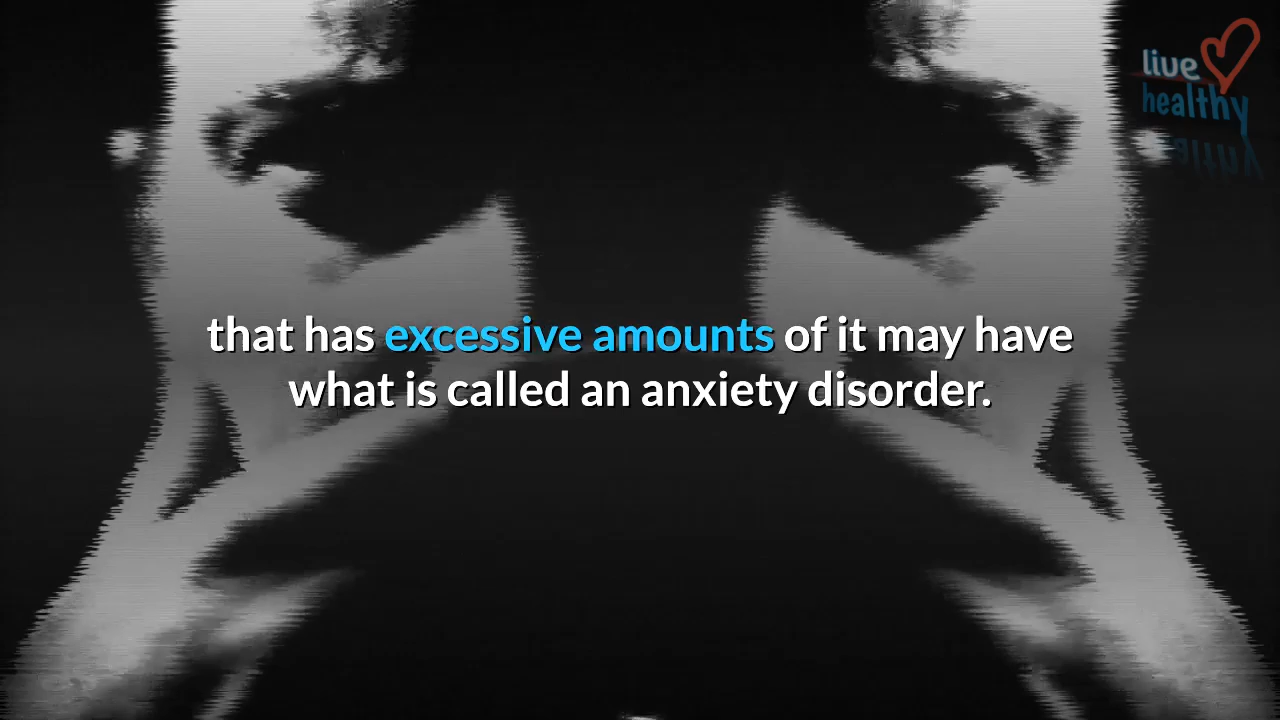 live
healthy
that has excessive amounts of it may have
what is called an anxiety disorder.